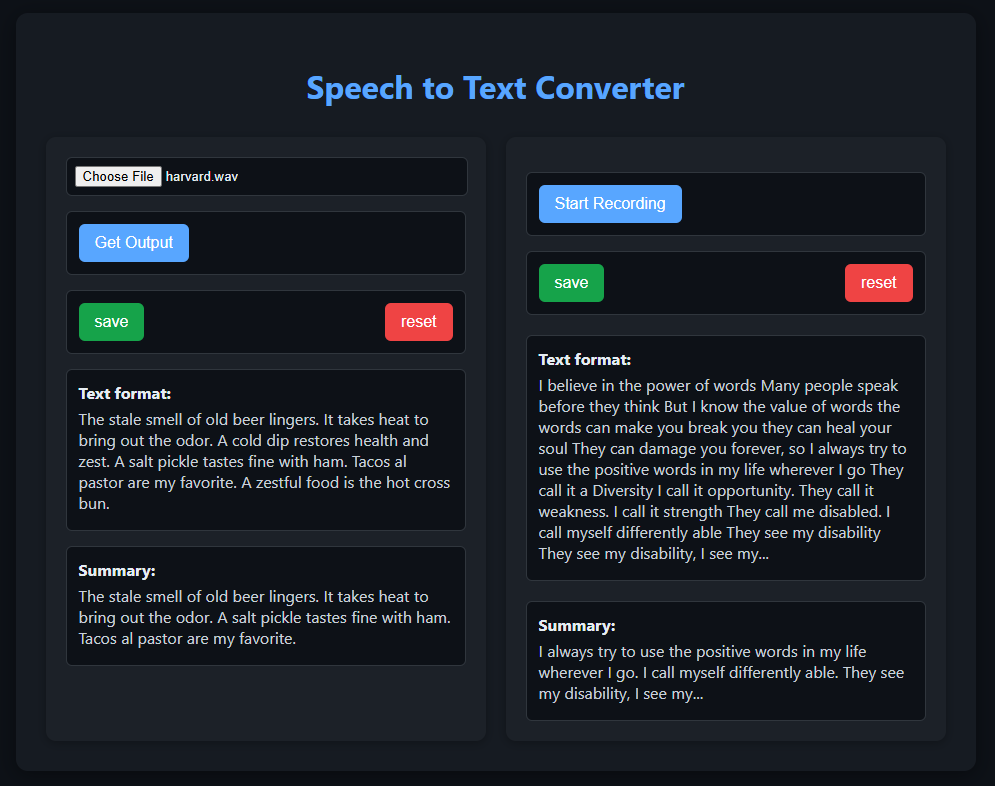 Speech to Text Converter
Choose File harvard.wav
Get Output
save reset
Text format:
The stale smell of old beer lingers. It takes heat to
bring out the odor. A cold dip restores health and
zest. A salt pickle tastes fine with ham. Tacos al
pastor are my favorite. A zestful food is the hot cross
bun.
Summary:
The stale smell of old beer lingers. It takes heat to
bring out the odor. A salt pickle tastes fine with ham.
Tacos al pastor are my favorite.
Start Recording
save reset
Text format:
I believe in the power of words Many people speak
before they think But I know the value of words the
words can make you break you they can heal your
soul They can damage you forever, so I always try to
use the positive words in my life wherever I go They
call it a Diversity I call it opportunity. They call it
weakness. I call it strength They call me disabled. I
call myself differently able They see my disability
They see my disability, I see my...
Summary:
I always try to use the positive words in my life
wherever I go. I call myself differently able. They see
my disability, I see my...